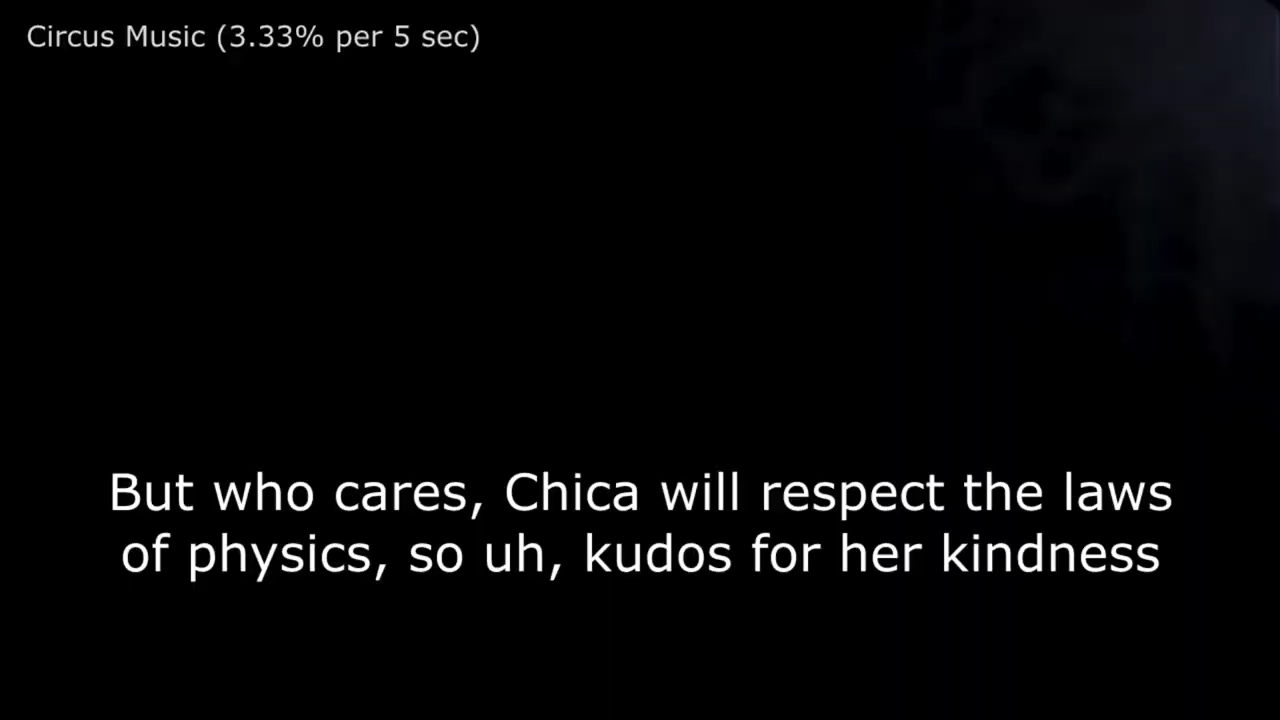 Circus Music (3.33% per 5 sec)
But who cares, Chica will respect the laws
of physics, so uh, kudos for her kindness